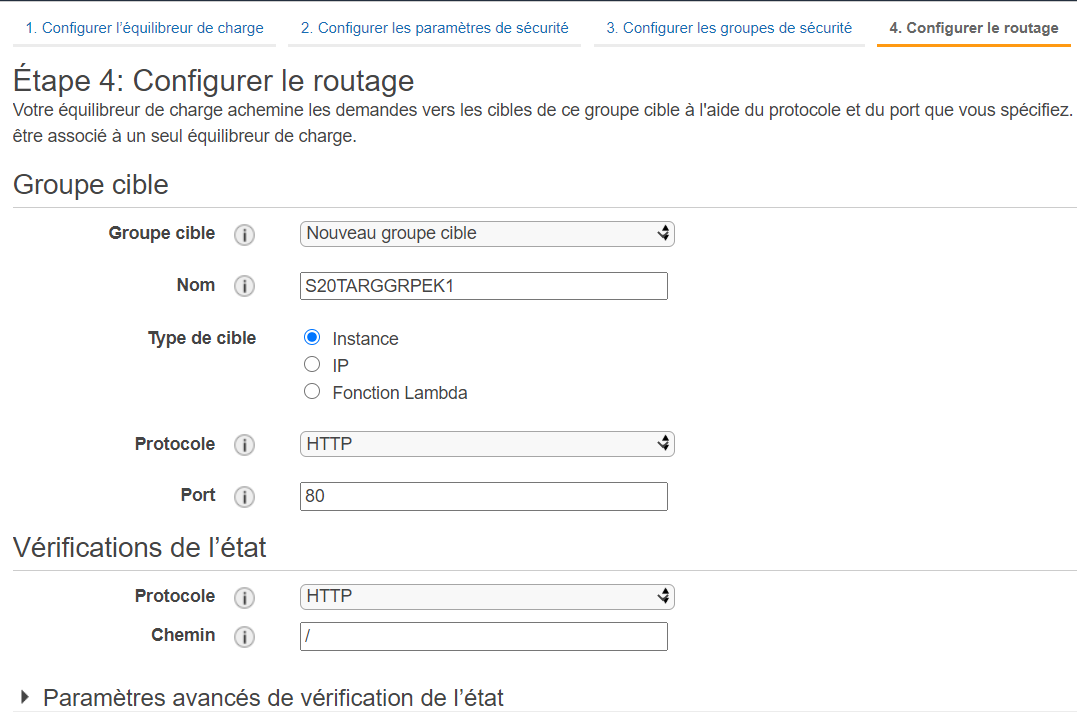 1. Configurer l’équilibreur de charge 2. Configurer les paramètres de sécurité 3. Configurer les groupes de sécurité 4. Configurer le routage
Étape 4: Configurer le routage
Votre équilibreur de charge achemine les demandes vers les cibles de ce groupe cible à l'aide du protocole et du port que vous spécifiez.
être associé à un seul équilibreur de charge.
Groupe cible
Groupe cible i Nouveau groupe cible
Nom i S20TARGGRPEK1
Type de cible Instance
IP
Fonction Lambda
Protocole i HTTP
Port i 80
Vérifications de l’état
Protocole i HTTP
Chemin i /
Paramètres avancés de vérification de l’état